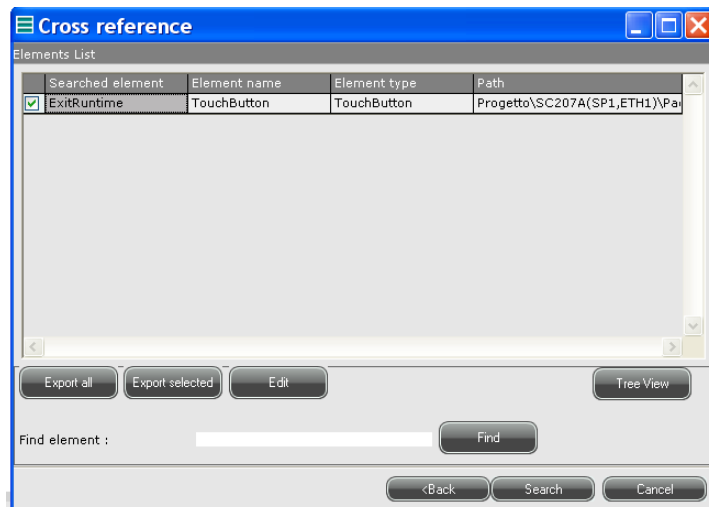 Cross reference
Elements List
Searched element Element name Element type Path
ExitRuntime TouchButton TouchButton Progetto\SC207A(SP1,ETH1)\Pa
Export all Export selected Edit Tree View
Find element : Find
<Back Search Cancel